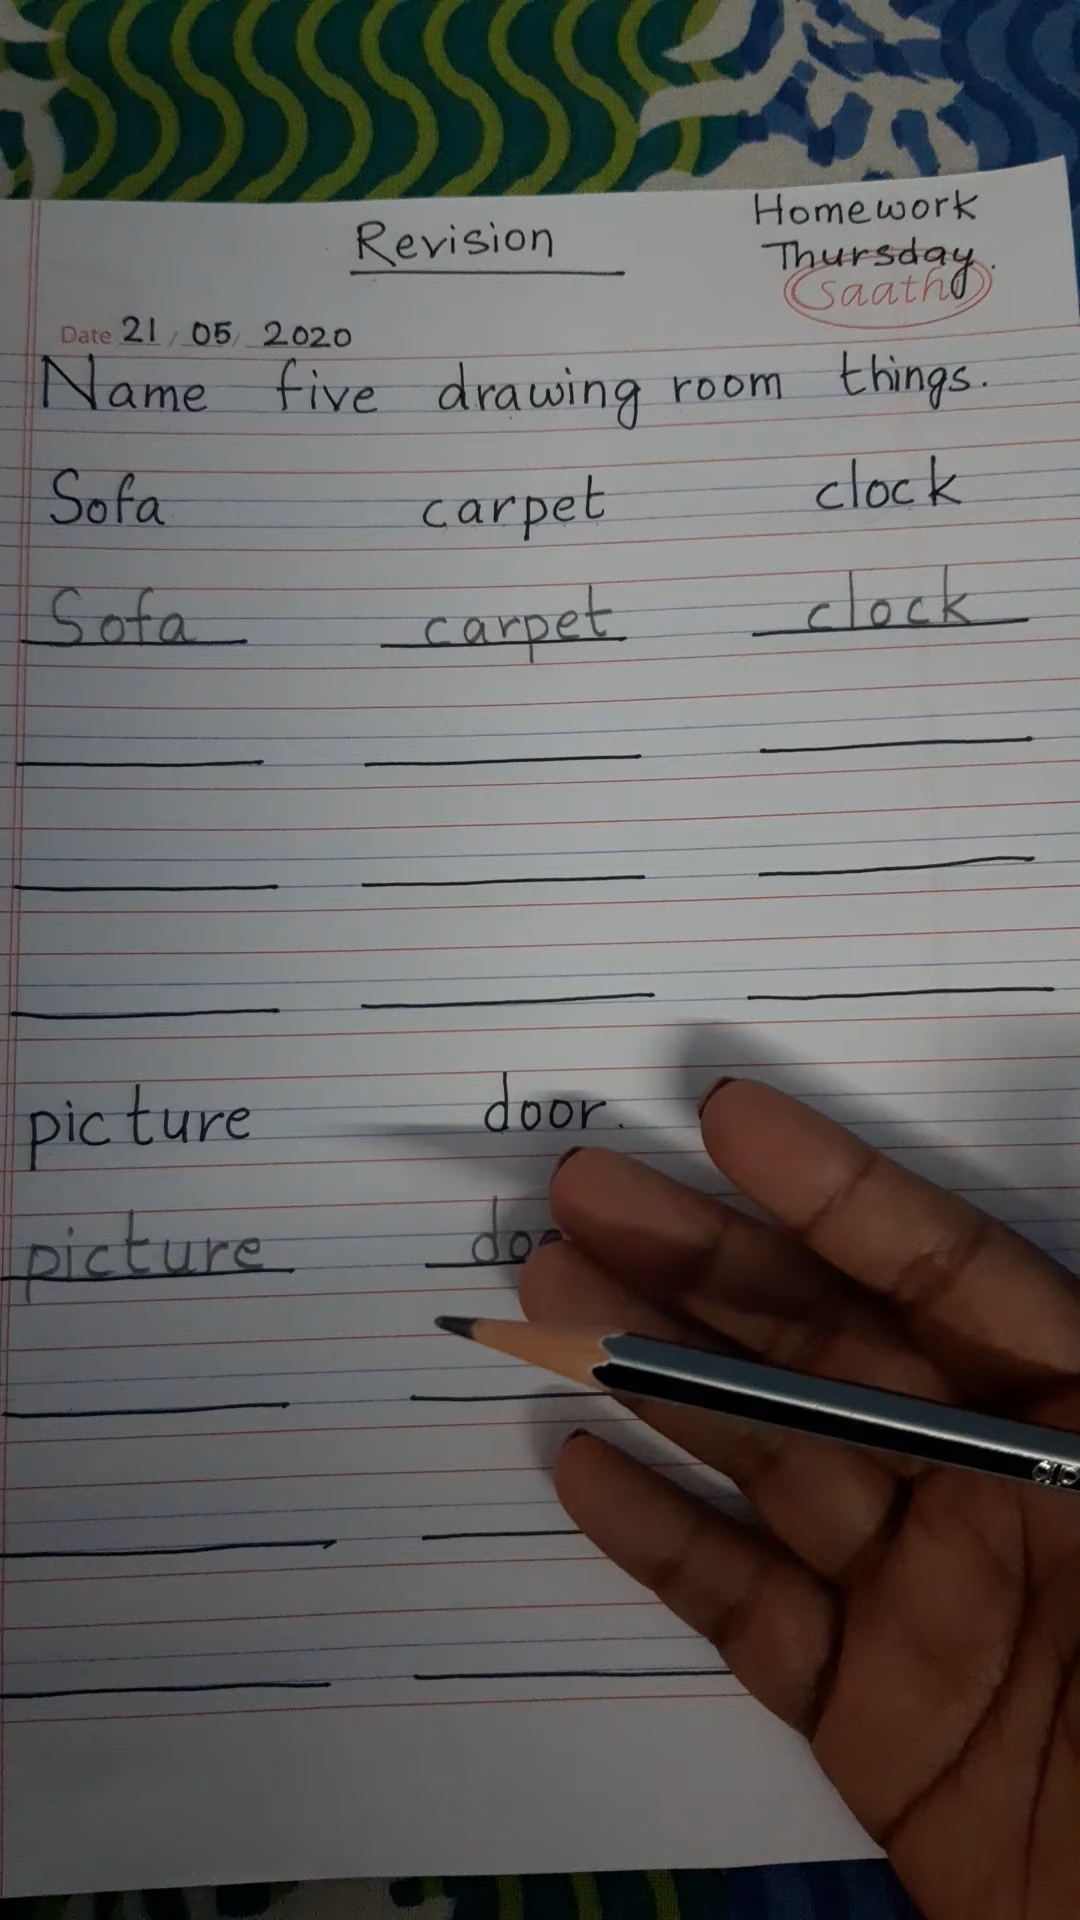 Revision
Homework
Thursday.
saathi
Date 21 / 05 / 2020
Name five drawing room things.
Sofa carpet clock
Sofa carpet clock
picture door.
picture